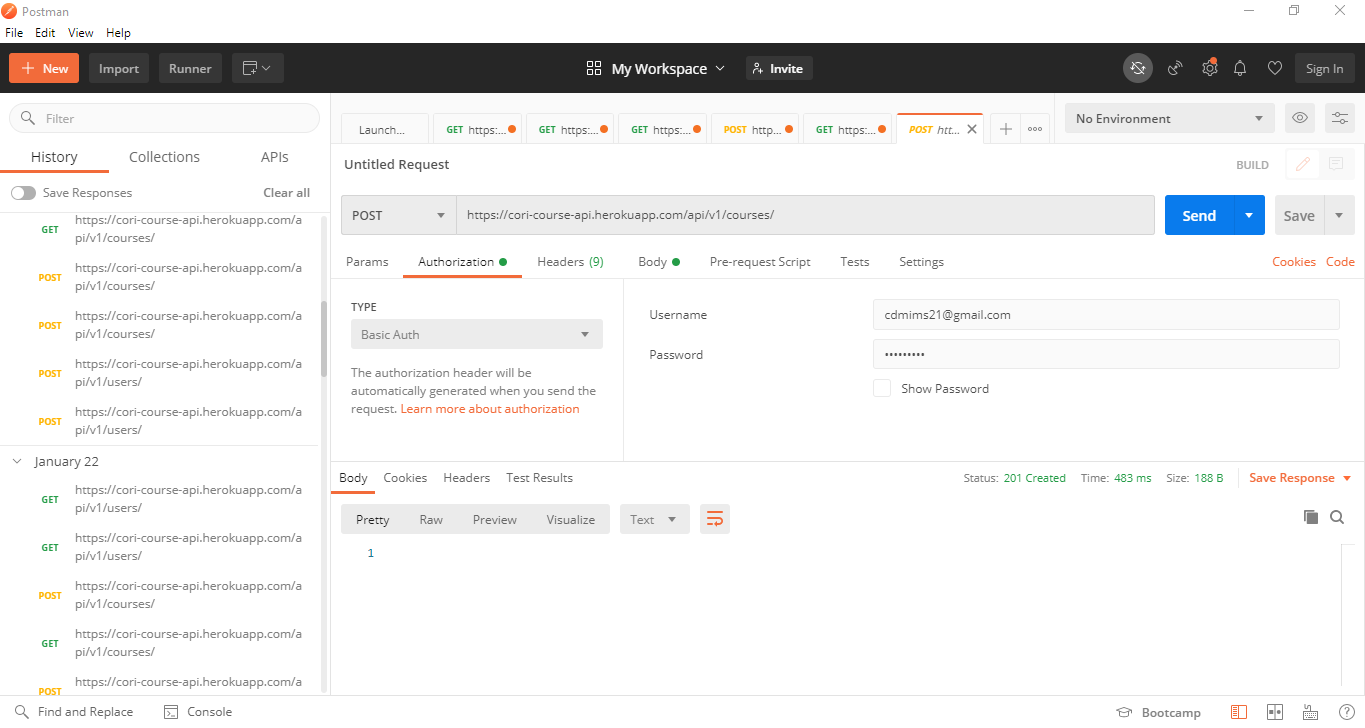 Postman
File Edit View Help
New Import Runner My Workspace Invite Sign In
Filter
History Collections APIs
Save Responses Clear all
GET https://cori-course-api.herokuapp.com/a
pi/v1/courses/
POST https://cori-course-api.herokuapp.com/a
pi/v1/courses/
POST https://cori-course-api.herokuapp.com/a
pi/v1/courses/
POST https://cori-course-api.herokuapp.com/a
pi/v1/users/
POST https://cori-course-api.herokuapp.com/a
pi/v1/users/
January 22
GET https://cori-course-api.herokuapp.com/a
pi/v1/users/
GET https://cori-course-api.herokuapp.com/a
pi/v1/users/
POST https://cori-course-api.herokuapp.com/a
pi/v1/courses/
GET https://cori-course-api.herokuapp.com/a
pi/v1/courses/
POST https://cori-course-api.herokuapp.com/a
Launch... GET https:... GET https:... GET https:... POST http... GET https:... POST htt... No Environment
Untitled Request BUILD
POST https://cori-course-api.herokuapp.com/api/v1/courses/ Send Save
Params Authorization Headers (9) Body Pre-request Script Tests Settings Cookies Code
TYPE
Basic Auth
The authorization header will be
automatically generated when you send the
request. Learn more about authorization
Username cdmims21@gmail.com
Password •••••••••
Show Password
Body Cookies Headers Test Results Status: 201 Created Time: 483 ms Size: 188 B Save Response
Pretty Raw Preview Visualize Text
1
Find and Replace Console Bootcamp